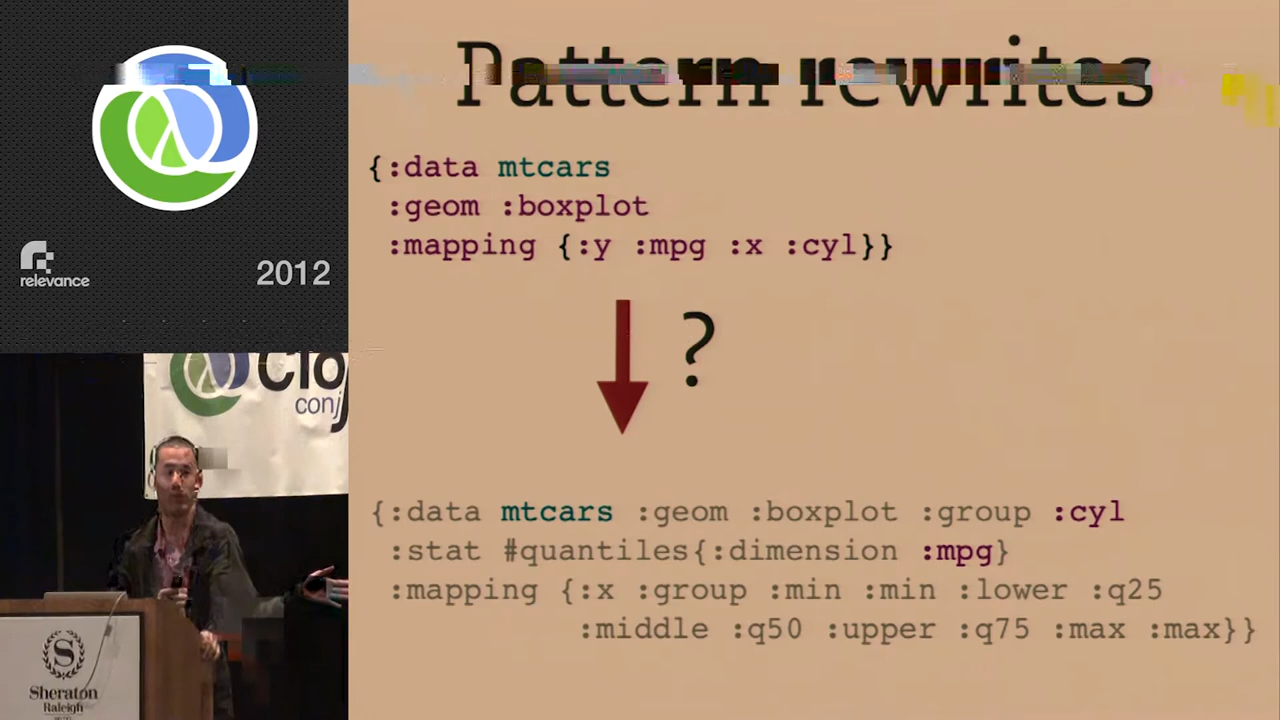 relevance
2012
Clo
conj
S
Sheraton
Raleigh
Pattern rewrites
{:data mtcars
:geom :boxplot
:mapping {:y :mpg :x :cyl}}
?
{:data mtcars :geom :boxplot :group :cyl
:stat #quantiles{:dimension :mpg}
:mapping {:x :group :min :min :lower :q25
:middle :q50 :upper :q75 :max :max}}